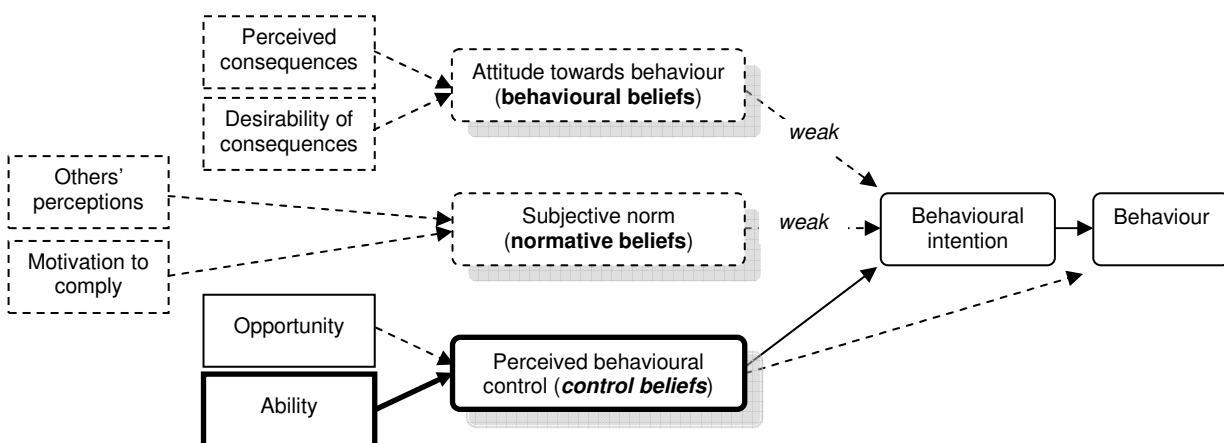 Perceived
consequences
Desirability of
consequences
Others’
perceptions
Motivation to
comply
Opportunity
Ability
Attitude towards behaviour
(behavioural beliefs)
Subjective norm
(normative beliefs)
Perceived behavioural
control (control beliefs)
weak
weak
Behavioural
intention
Behaviour